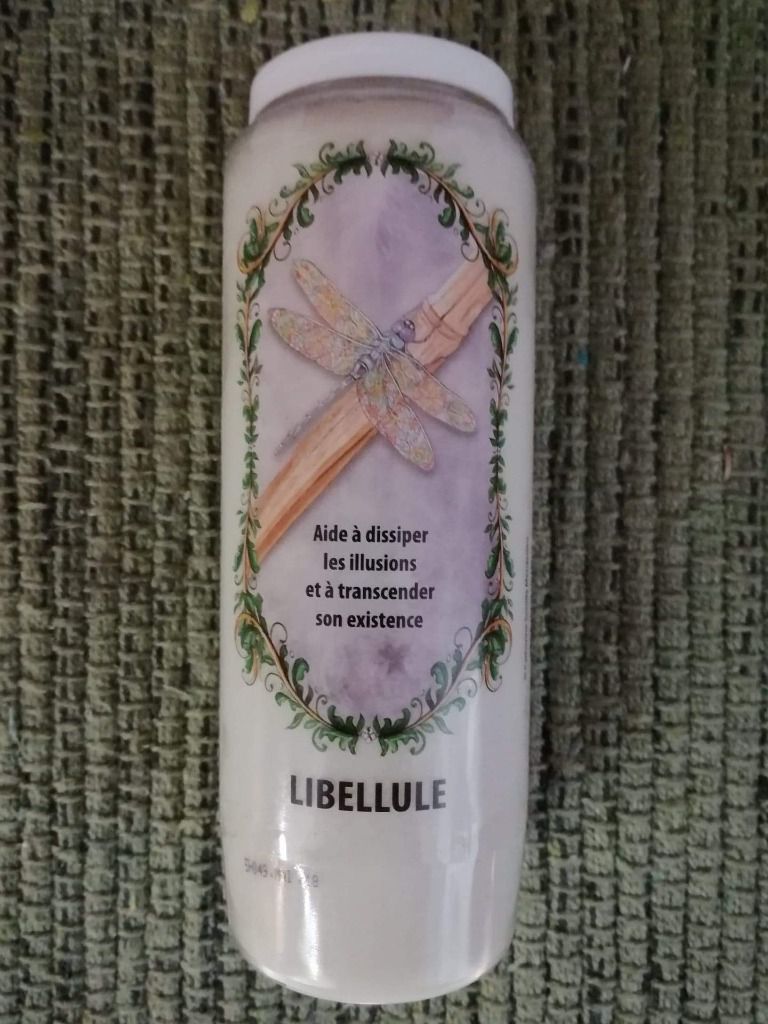 Aide à dissiper
les illusions
et à transcender
son existence
LIBELLULE